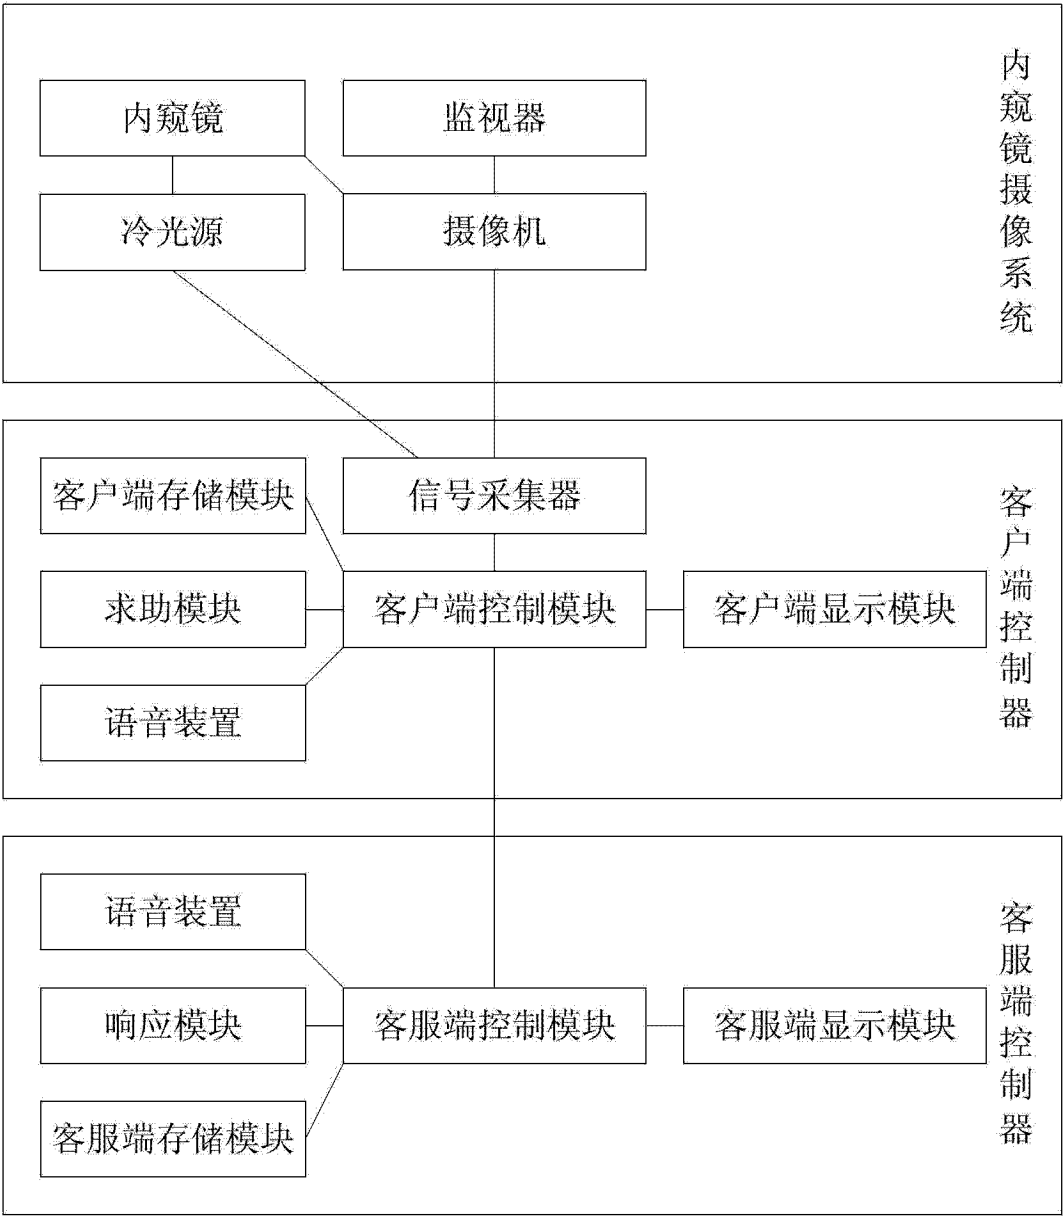 内窥镜
监视器
冷光源
摄像机
内窥镜摄像系统
客户端存储模块
信号采集器
求助模块
客户端控制模块
客户端显示模块
语音装置
客户端控制器
语音装置
响应模块
客服端控制模块
客服端显示模块
客服端存储模块
客服端控制器